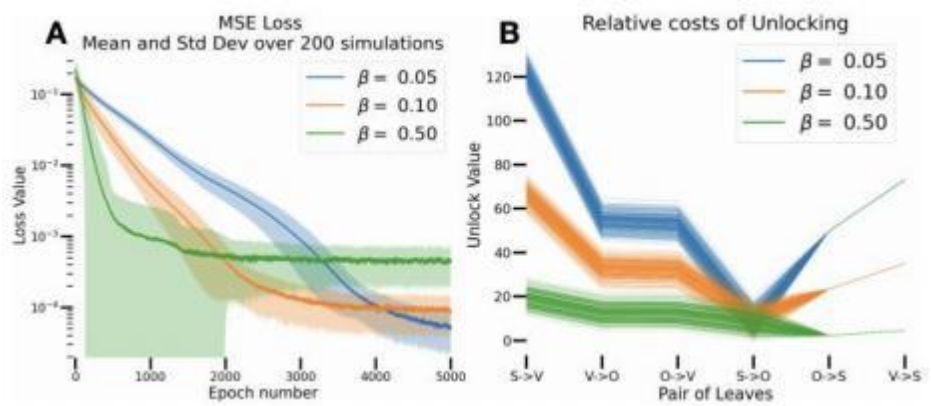 A
MSE Loss
Mean and Std Dev over 200 simulations
β = 0.05
β = 0.10
β = 0.50
Loss Value
10⁻¹
10⁻²
10⁻³
10⁻⁴
0 1000 2000 3000 4000 5000
Epoch number
B
Relative costs of Unlocking
β = 0.05
β = 0.10
β = 0.50
Unlock Value
120
100
80
60
40
20
0
S->V V->O O->V S->O O->S V->S
Pair of Leaves